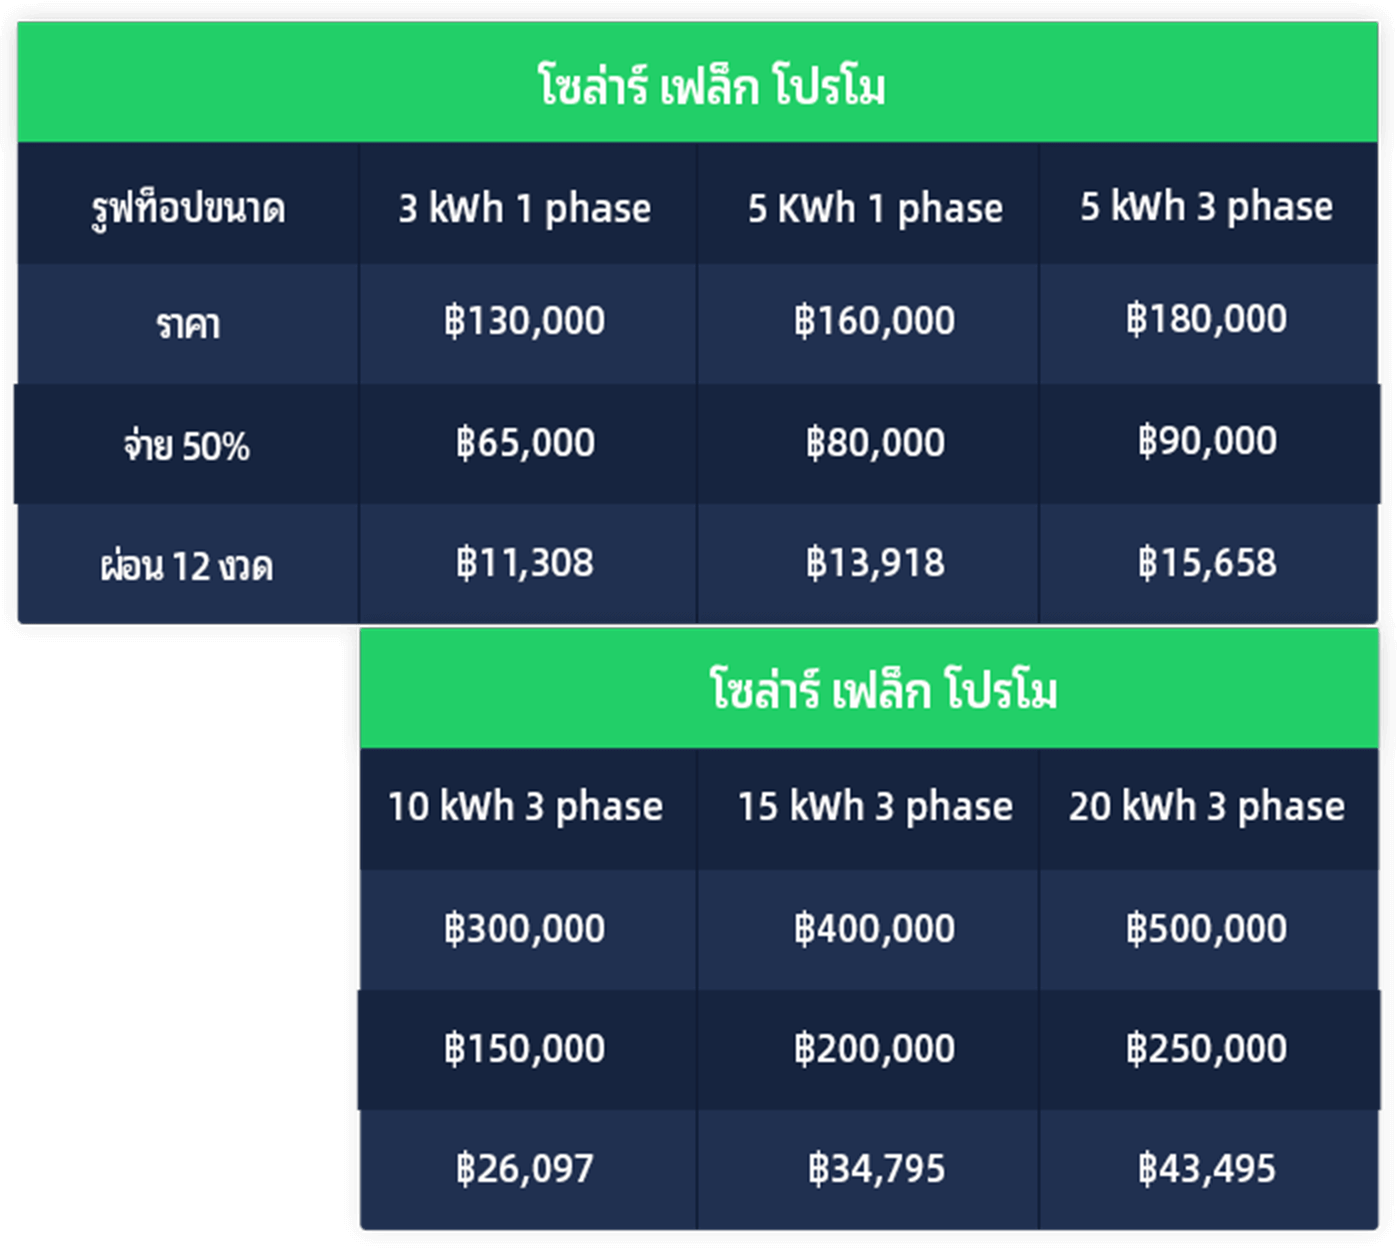 โซล่าร์ เฟล็ก โปรโม
รูฟท็อปขนาด 3 kWh 1 phase 5 KWh 1 phase 5 kWh 3 phase
ราคา ฿130,000 ฿160,000 ฿180,000
จ่าย 50% ฿65,000 ฿80,000 ฿90,000
ผ่อน 12 งวด ฿11,308 ฿13,918 ฿15,658
โซล่าร์ เฟล็ก โปรโม
10 kWh 3 phase 15 kWh 3 phase 20 kWh 3 phase
฿300,000 ฿400,000 ฿500,000
฿150,000 ฿200,000 ฿250,000
฿26,097 ฿34,795 ฿43,495